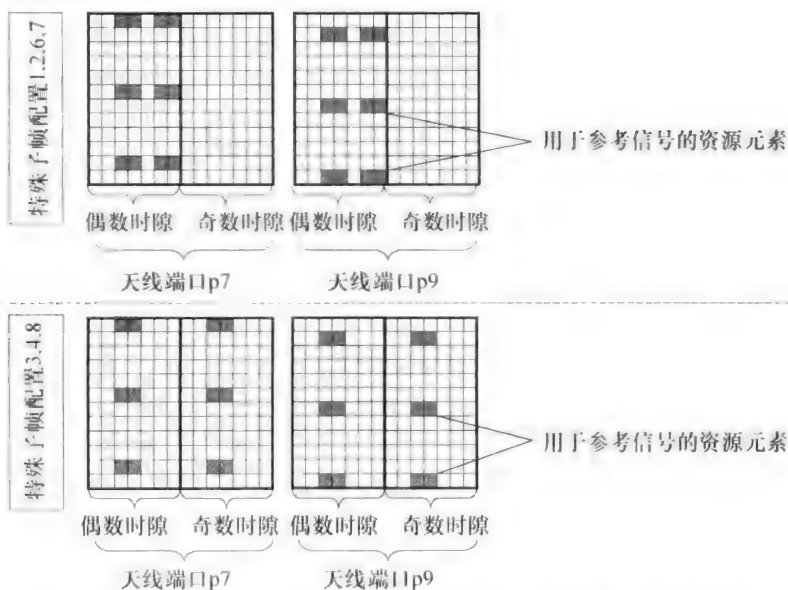 特殊子帧配置1,2,6,7
用于参考信号的资源元素
偶数时隙 奇数时隙 偶数时隙 奇数时隙
天线端口p7 天线端口p9
特殊子帧配置3,4,8
用于参考信号的资源元素
偶数时隙 奇数时隙 偶数时隙 奇数时隙
天线端口p7 天线端口p9